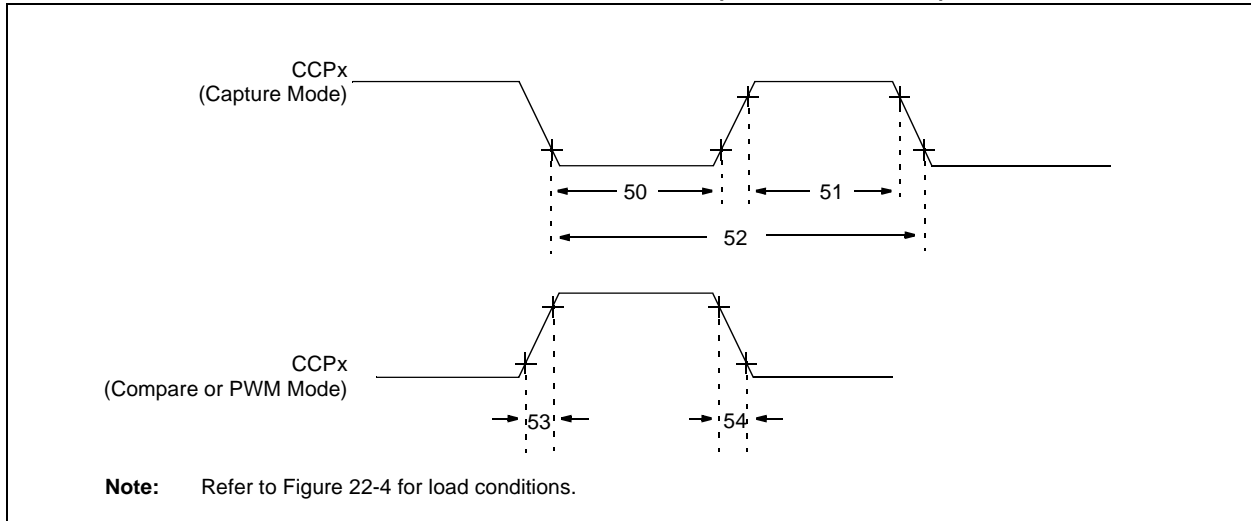 CCPx
(Capture Mode)
50
51
52
CCPx
(Compare or PWM Mode)
53
54
Note: Refer to Figure 22-4 for load conditions.